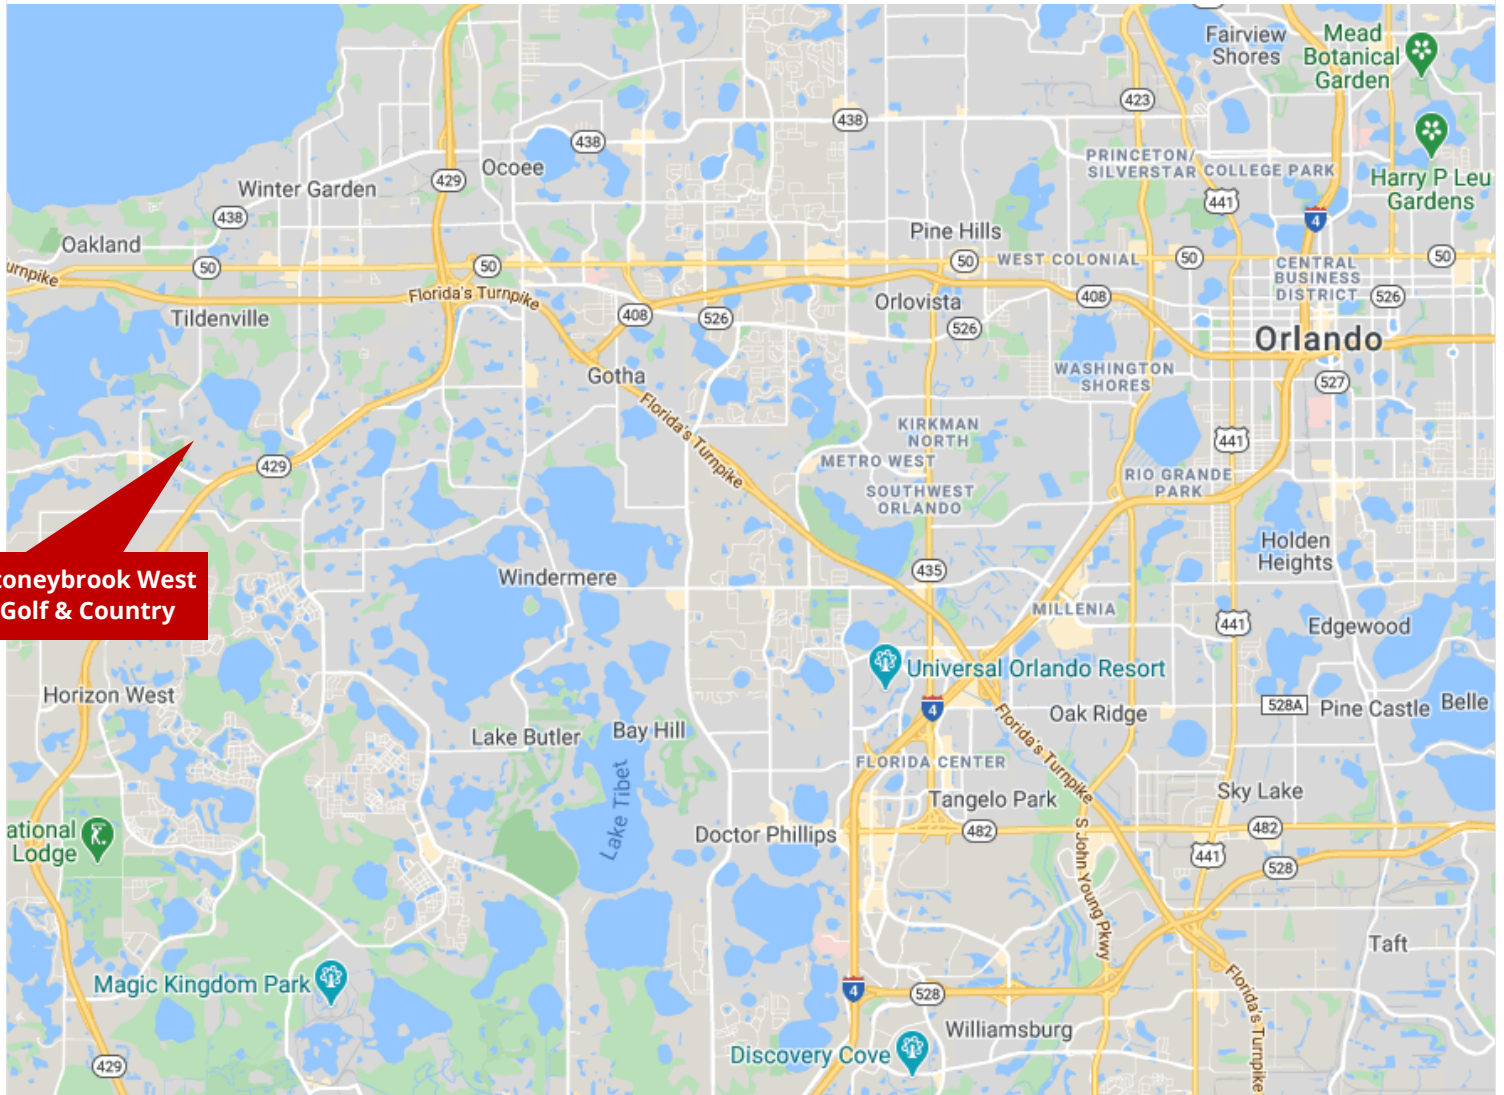 Fairview
Shores
Mead
Botanical
Garden
423
438
438
Ocoee
PRINCETON/
SILVERSTAR
COLLEGE PARK
Harry P Leu
Gardens
429
Winter Garden
441
4
438
Oakland
Pine Hills
50
50
50
WEST COLONIAL
50
50
CENTRAL
BUSINESS
DISTRICT
urnpike
Florida's Turnpike
408
526
Orlovista
408
526
Tildenville
526
Orlando
Gotha
WASHINGTON
SHORES
527
Florida's Turnpike
KIRKMAN
NORTH
441
METRO WEST
429
RIO GRANDE
PARK
SOUTHWEST
ORLANDO
Holden
Heights
toneybrook West
Golf & Country
Windermere
435
MILLENIA
441
Edgewood
Universal Orlando Resort
Horizon West
4
Oak Ridge
528A
Pine Castle
Belle
Lake Butler
Bay Hill
Florida's Turnpike
FLORIDA CENTER
Lake Tibet
Tangelo Park
Sky Lake
ational
Lodge
Doctor Phillips
482
482
S John Young Pkwy
441
528
Taft
Magic Kingdom Park
4
528
Florida's Turnpike
Williamsburg
Discovery Cove
429